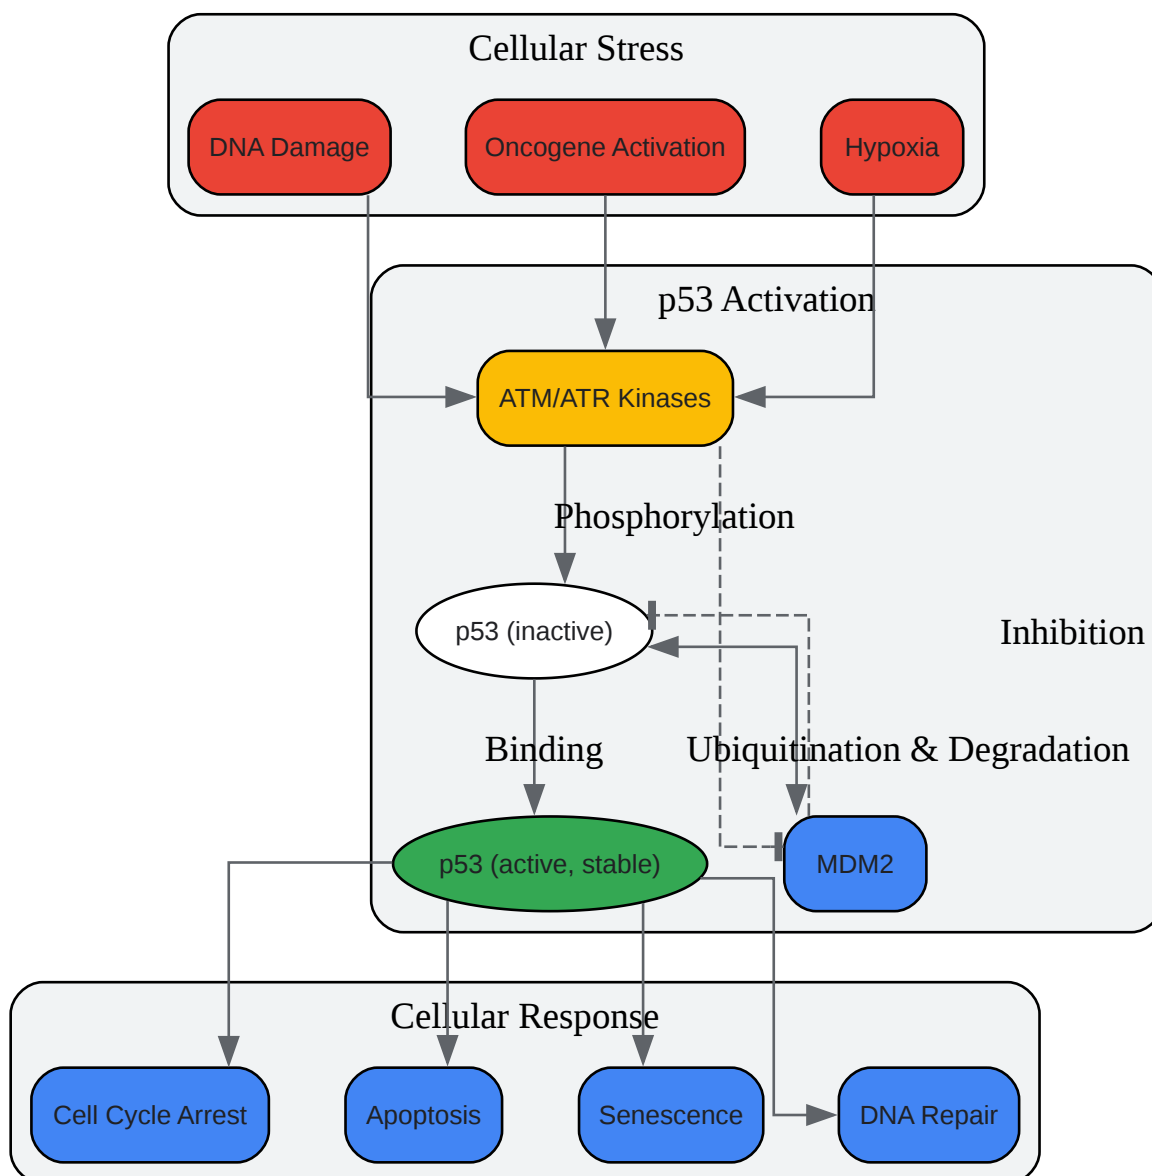 Cellular Stress
DNA Damage
Oncogene Activation
Hypoxia
p53 Activation
ATM/ATR Kinases
Phosphorylation
p53 (inactive)
Inhibition
Binding
Ubiquitination & Degradation
p53 (active, stable)
MDM2
Cellular Response
Cell Cycle Arrest
Apoptosis
Senescence
DNA Repair